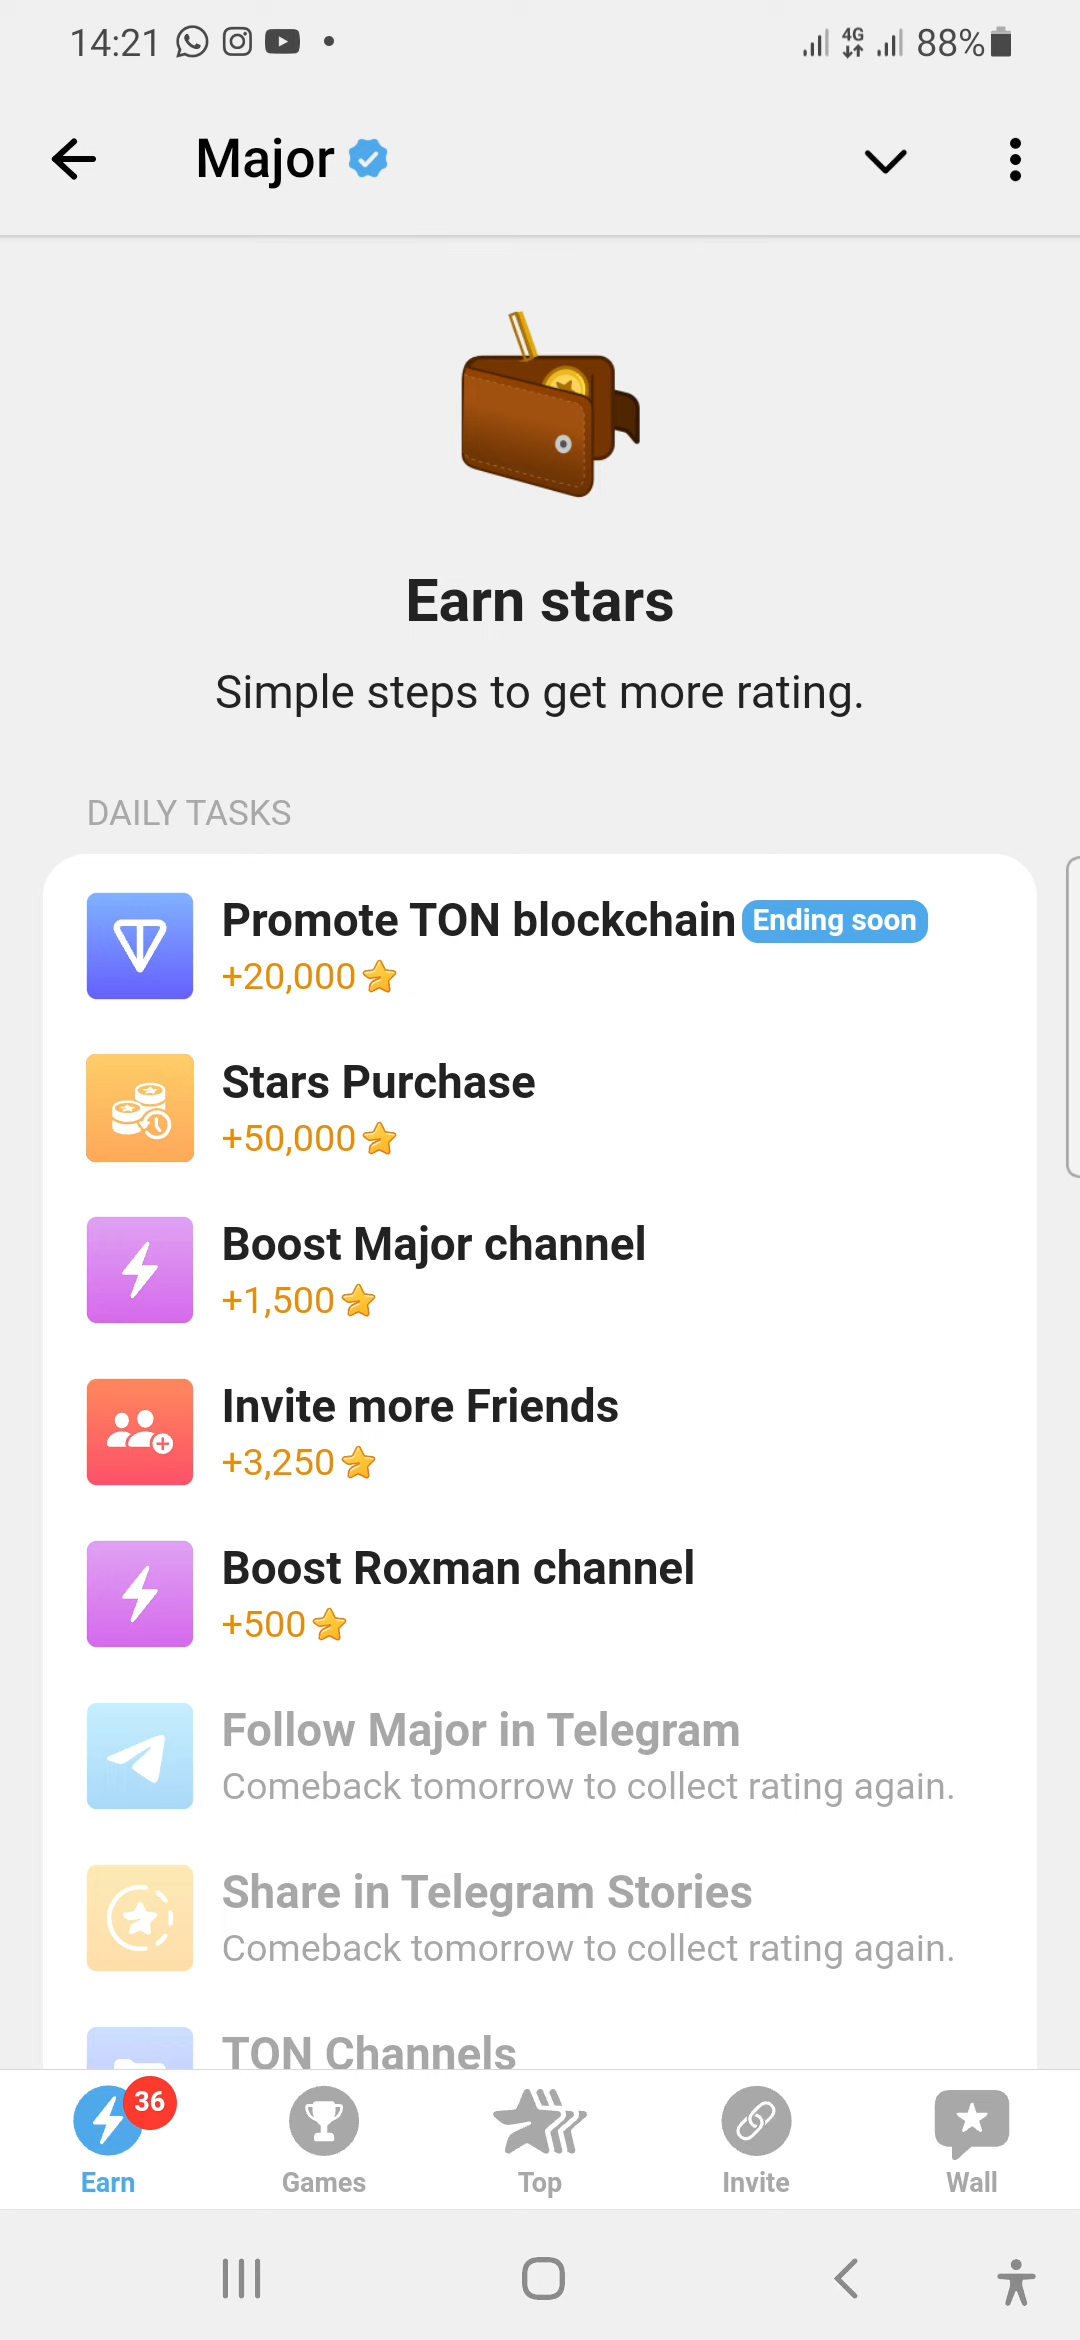 14:21
4G
88%
Major
Earn stars
Simple steps to get more rating.
DAILY TASKS
Promote TON blockchain Ending soon
+20,000
Stars Purchase
+50,000
Boost Major channel
+1,500
Invite more Friends
+3,250
Boost Roxman channel
+500
Follow Major in Telegram
Comeback tomorrow to collect rating again.
Share in Telegram Stories
Comeback tomorrow to collect rating again.
TON Channels
36
Earn
Games
Top
Invite
Wall